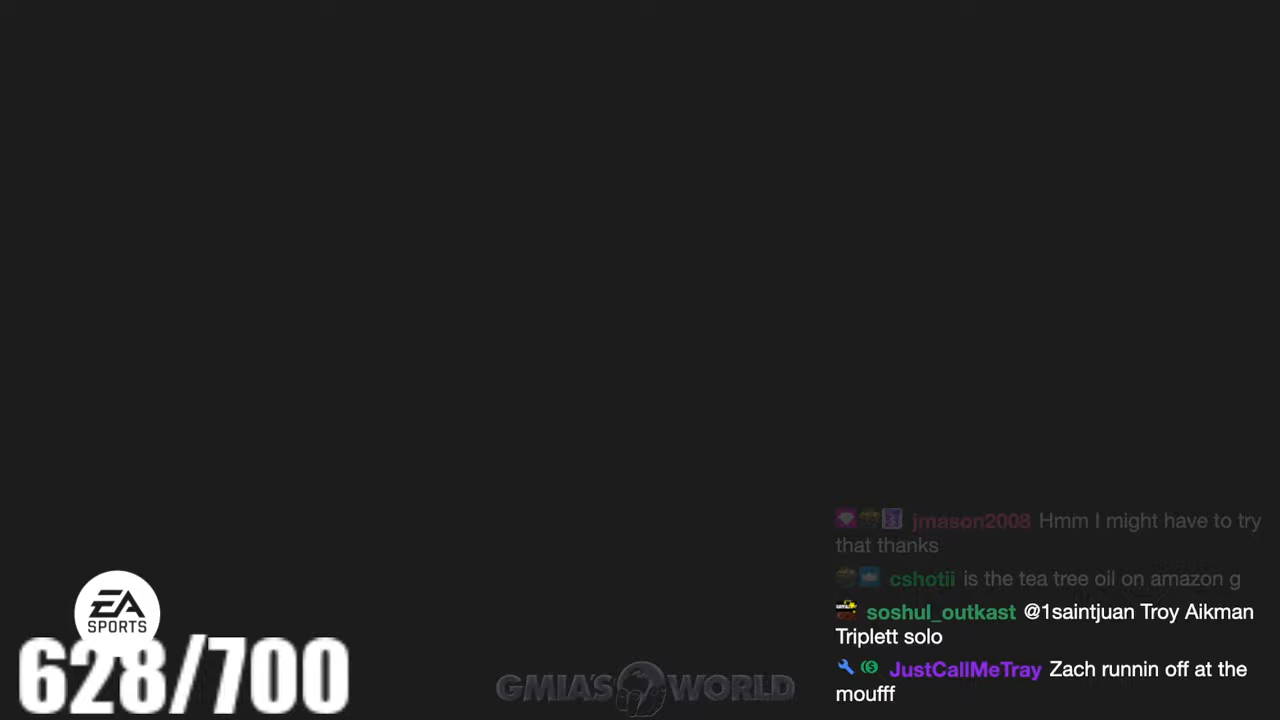 jmason2008 Hmm I might have to try
that thanks
cshotii is the tea tree oil on amazon g
soshul_outkast @1saintjuan Troy Aikman
Triplett solo
JustCallMeTray Zach runnin off at the
moufff
EA
SPORTS
628/700
GMIAS WORLD